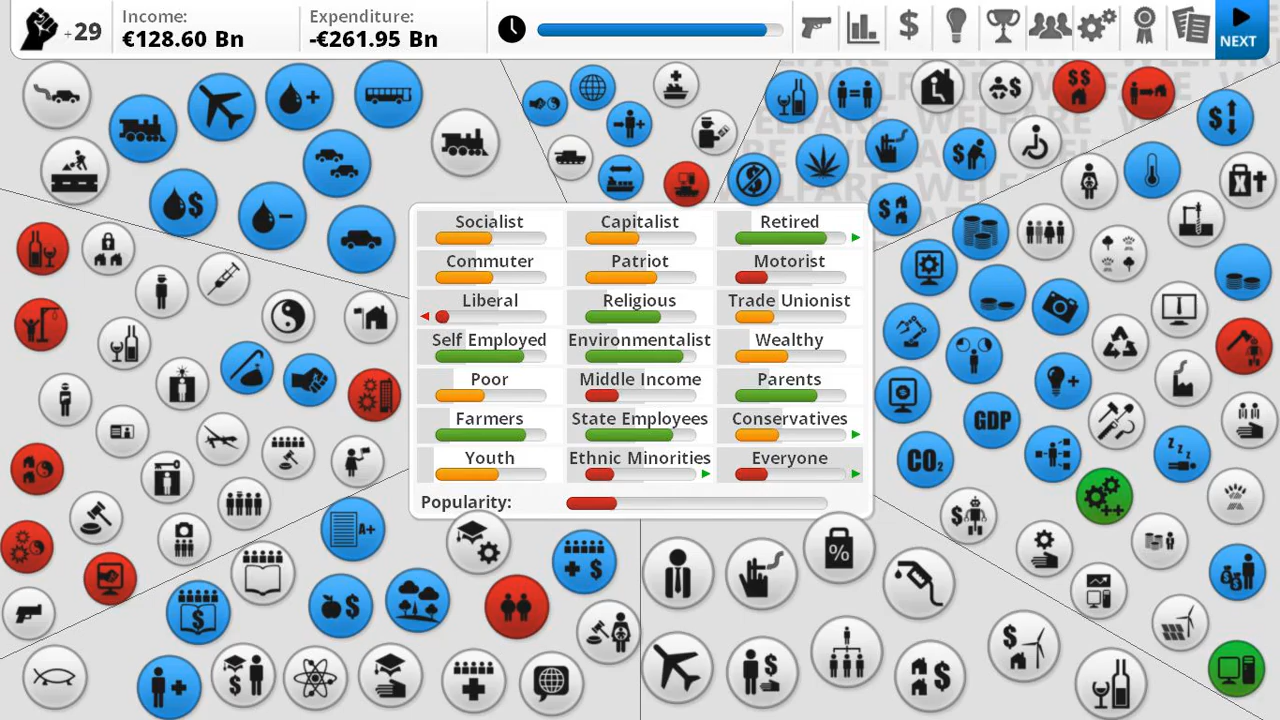 Income:
Expenditure:
+29
€128.60 Bn
-€261.95 Bn
NEXT
WELFARE WELFARE
Socialist
Capitalist
Retired
Commuter
Patriot
Motorist
Liberal
Religious
Trade Unionist
Self Employed
Environmentalist
Wealthy
Poor
Middle Income
Parents
Farmers
State Employees
Conservatives
Youth
Ethnic Minorities
Everyone
Popularity:
GDP
CO₂
A+